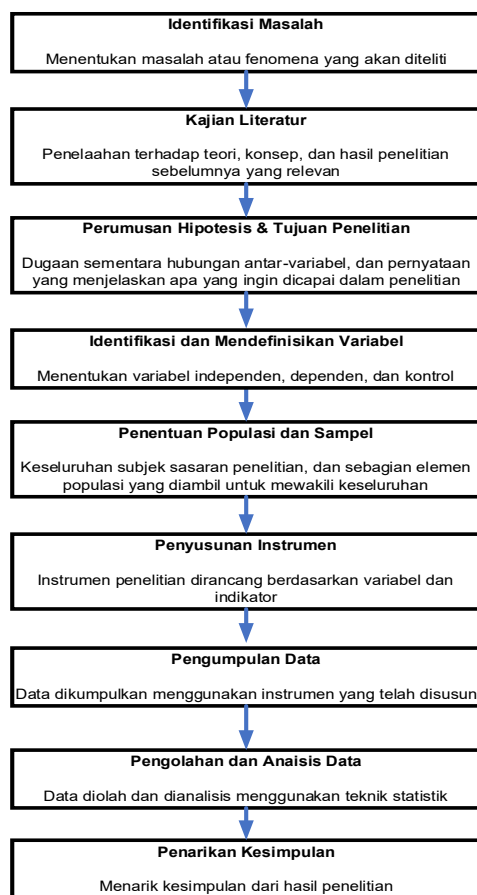 Identifikasi Masalah
Menentukan masalah atau fenomena yang akan diteliti
Kajian Literatur
Penelaahan terhadap teori, konsep, dan hasil penelitian
sebelumnya yang relevan
Perumusan Hipotesis & Tujuan Penelitian
Dugaan sementara hubungan antar-variabel, dan pernyataan
yang menjelaskan apa yang ingin dicapai dalam penelitian
Identifikasi dan Mendefinisikan Variabel
Menentukan variabel independen, dependen, dan kontrol
Penentuan Populasi dan Sampel
Keseluruhan subjek sasaran penelitian, dan sebagian elemen
populasi yang diambil untuk mewakili keseluruhan
Penyusunan Instrumen
Instrumen penelitian dirancang berdasarkan variabel dan
indikator
Pengumpulan Data
Data dikumpulkan menggunakan instrumen yang telah disusun
Pengolahan dan Anaisis Data
Data diolah dan dianalisis menggunakan teknik statistik
Penarikan Kesimpulan
Menarik kesimpulan dari hasil penelitian